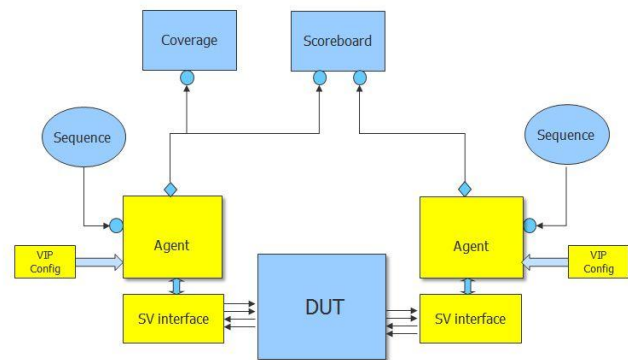 Coverage
Scoreboard
Sequence
Sequence
Agent
Agent
VIP
Config
VIP
Config
DUT
SV interface
SV interface